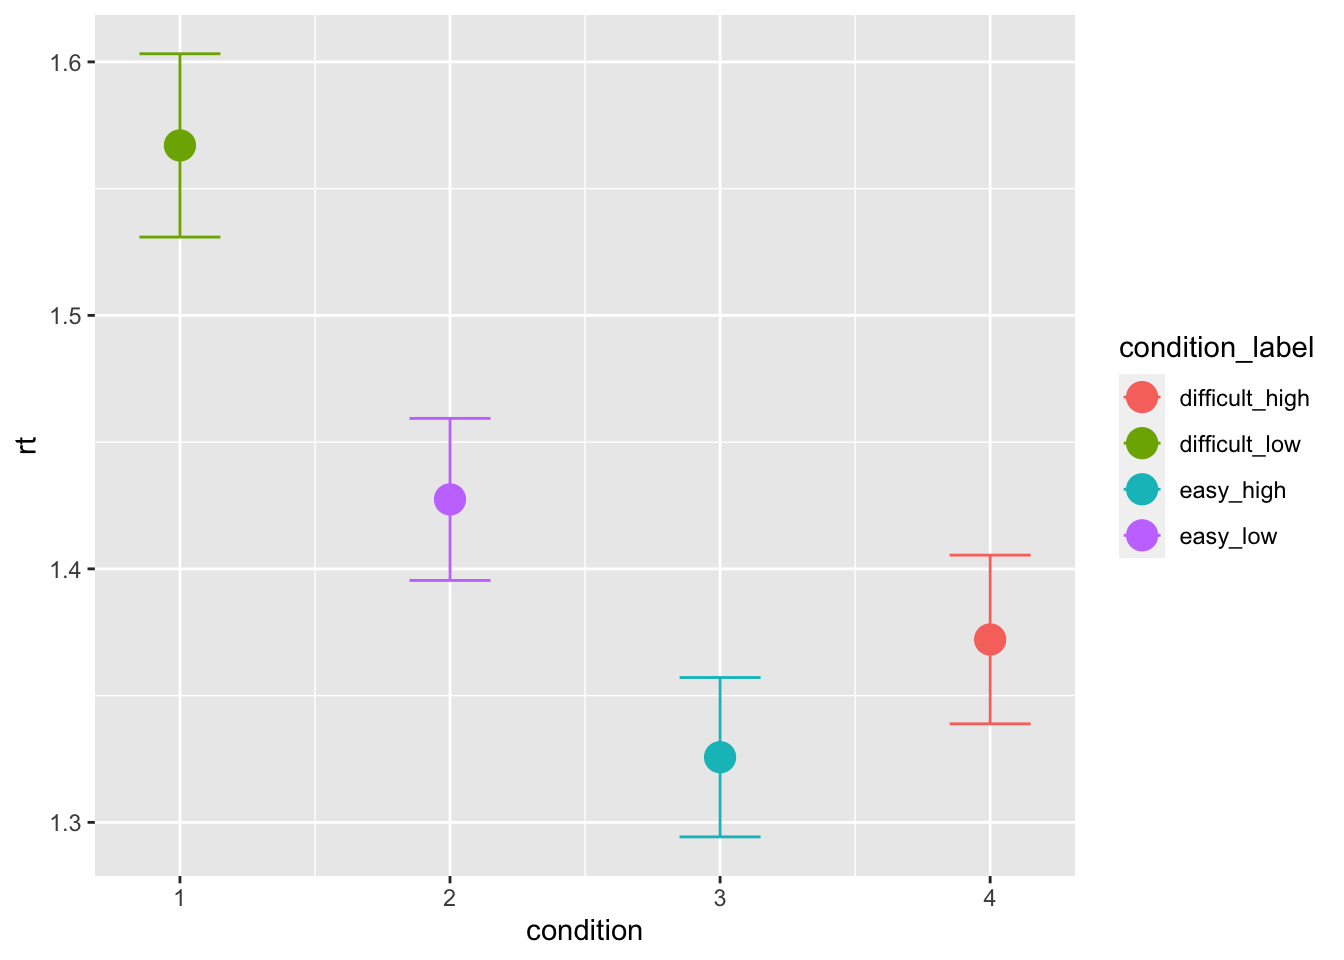 1.6
1.5
1.4
1.3
rt
1 2 3 4
condition
condition_label
difficult_high
difficult_low
easy_high
easy_low